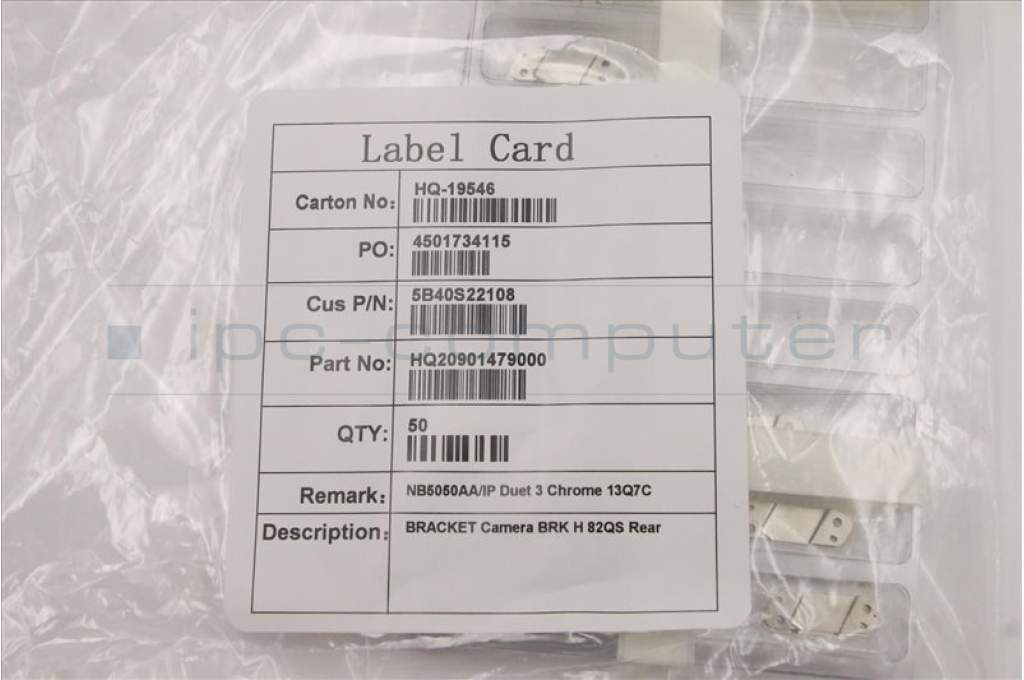 Label Card
Carton No: HQ-19546
PO: 4501734115
Cus P/N: 5B40S22108
ipc-computer
Part No: HQ20901479000
QTY: 50
Remark: NB5050AA/IP Duet 3 Chrome 13Q7C
Description: BRACKET Camera BRK H 82QS Rear